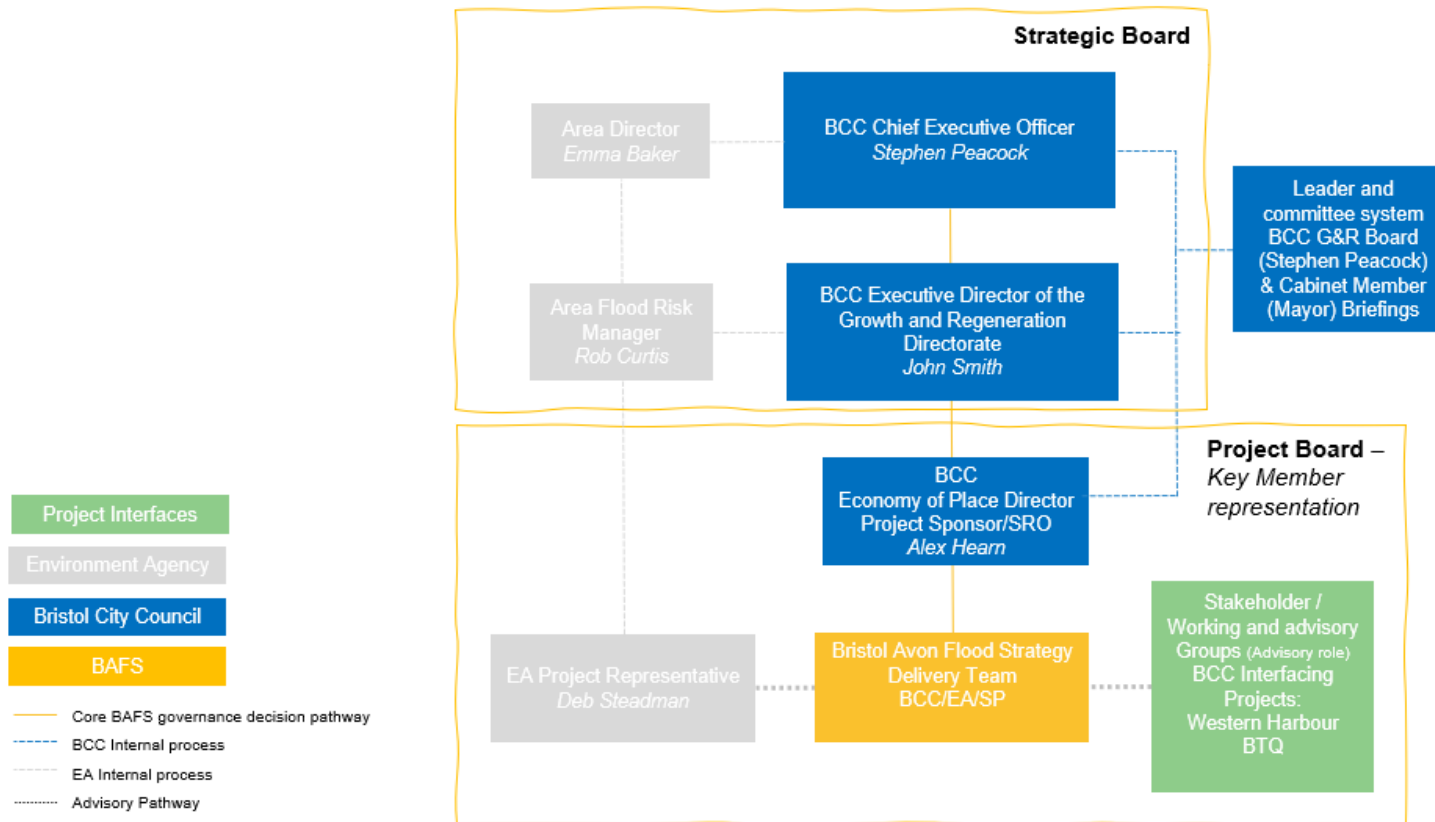 Strategic Board
Area Director
Emma Baker
BCC Chief Executive Officer
Stephen Peacock
Leader and
committee system
BCC G&R Board
(Stephen Peacock)
& Cabinet Member
(Mayor) Briefings
Area Flood Risk
Manager
Rob Curtis
BCC Executive Director of the
Growth and Regeneration
Directorate
John Smith
Project Board –
Key Member
representation
BCC
Economy of Place Director
Project Sponsor/SRO
Alex Hearn
EA Project Representative
Deb Steadman
Bristol Avon Flood Strategy
Delivery Team
BCC/EA/SP
Stakeholder /
Working and advisory
Groups (Advisory role)
BCC Interfacing
Projects:
Western Harbour
BTQ
Project Interfaces
Environment Agency
Bristol City Council
BAFS
Core BAFS governance decision pathway
BCC Internal process
EA Internal process
Advisory Pathway